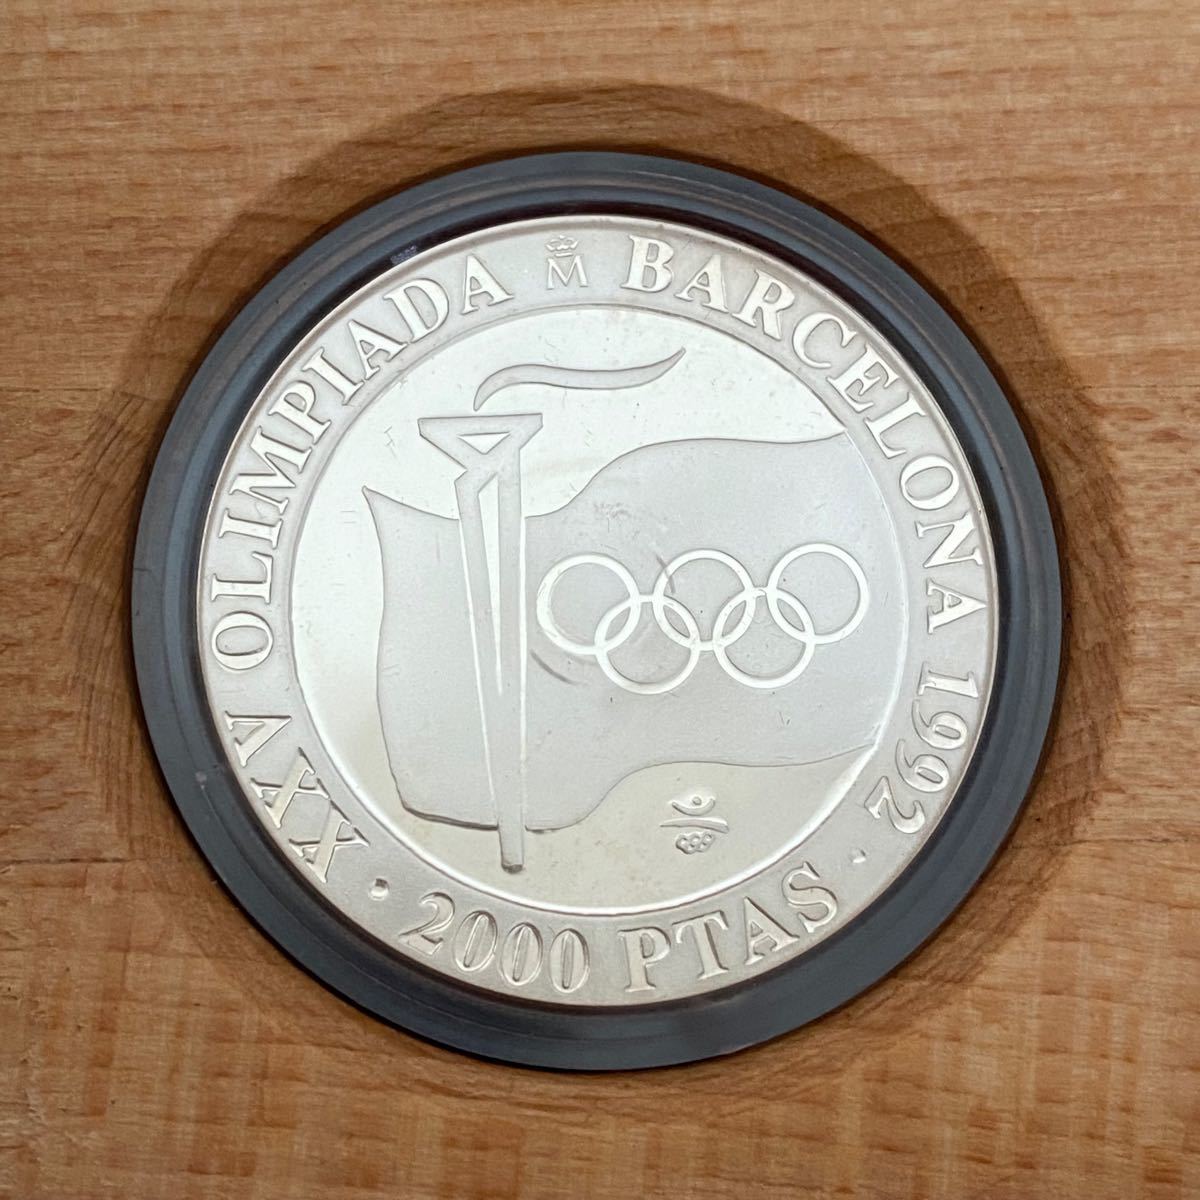 XXV OLIMPIADA M BARCELONA 1992
· 2000 PTAS ·